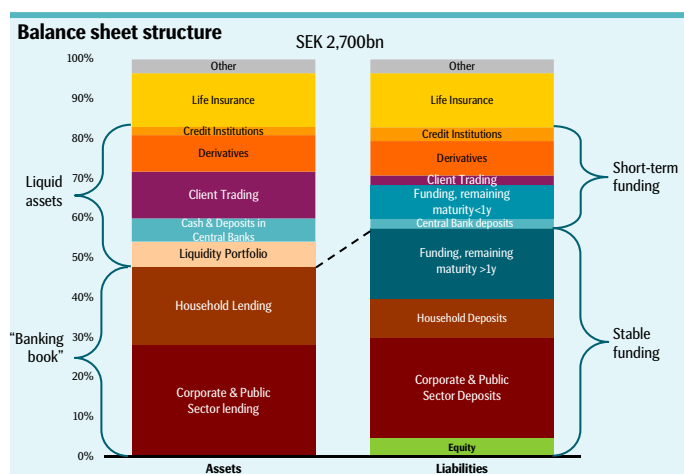 Balance sheet structure
SEK 2,700bn
100%
90%
80%
70%
60%
50%
40%
30%
20%
10%
0%
Liquid
assets
"Banking
book"
Other
Life Insurance
Credit Institutions
Derivatives
Client Trading
Cash & Deposits in
Central Banks
Liquidity Portfolio
Household Lending
Corporate & Public
Sector lending
Assets
Other
Life Insurance
Credit Institutions
Derivatives
Client Trading
Funding, remaining
maturity<1y
Central Bank deposits
Funding, remaining
maturity >1y
Household Deposits
Corporate & Public
Sector Deposits
Equity
Liabilities
Short-term
funding
Stable
funding